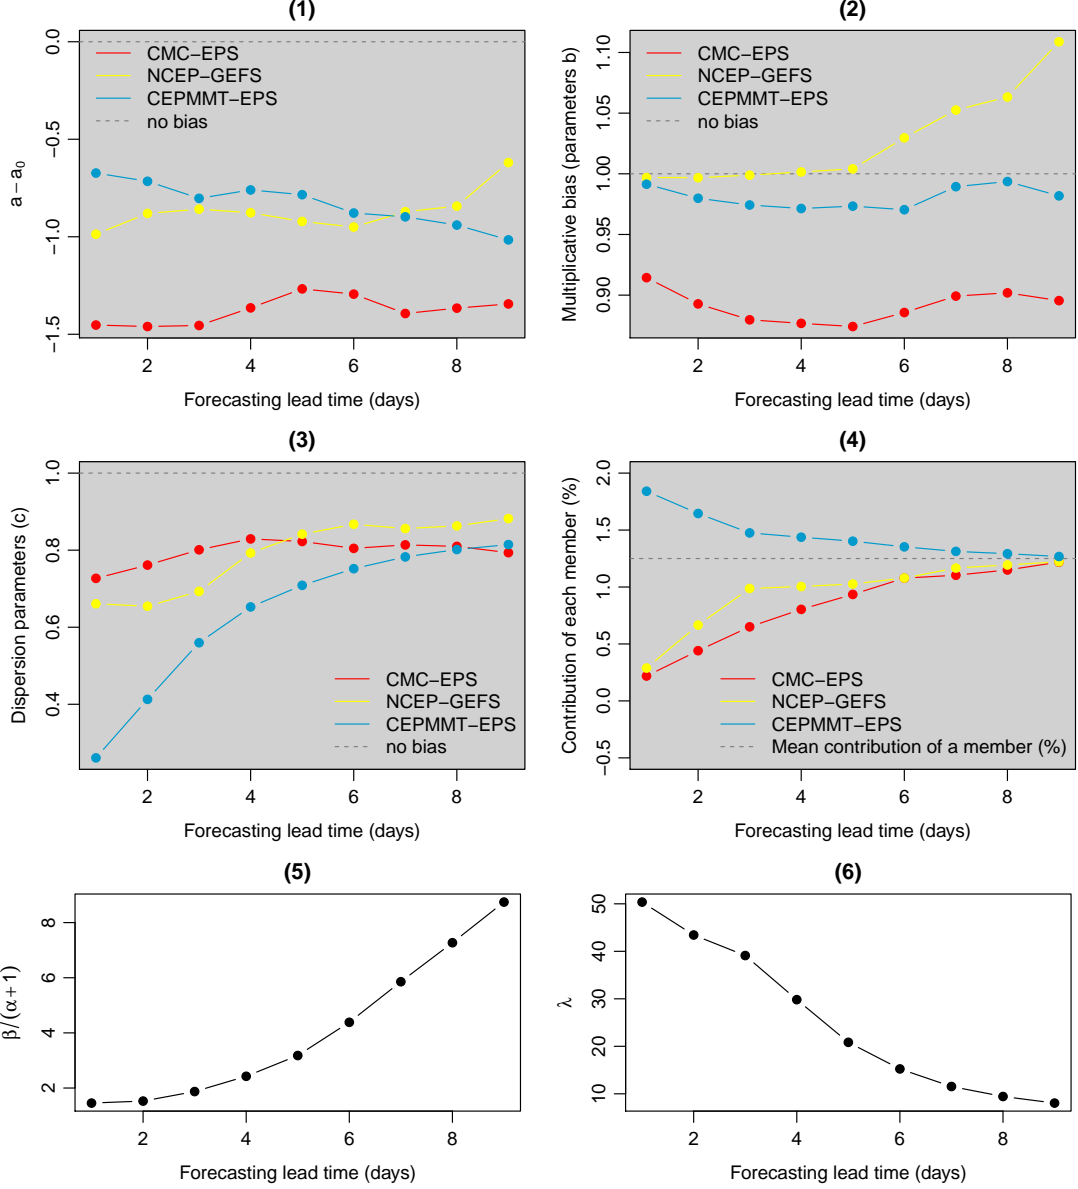 (1)
0.0
−0.5
−1.0
−1.5
a − a₀
CMC−EPS
NCEP−GEFS
CEPMMT−EPS
no bias
2 4 6 8
Forecasting lead time (days)
(2)
1.10
1.05
1.00
0.95
0.90
Multiplicative bias (parameters b)
CMC−EPS
NCEP−GEFS
CEPMMT−EPS
no bias
2 4 6 8
Forecasting lead time (days)
(3)
1.0
0.8
0.6
0.4
Dispersion parameters (c)
CMC−EPS
NCEP−GEFS
CEPMMT−EPS
no bias
2 4 6 8
Forecasting lead time (days)
(4)
2.0
1.5
1.0
0.5
0.0
−0.5
Contribution of each member (%)
CMC−EPS
NCEP−GEFS
CEPMMT−EPS
Mean contribution of a member (%)
2 4 6 8
Forecasting lead time (days)
(5)
8
6
4
2
β/(α + 1)
2 4 6 8
Forecasting lead time (days)
(6)
50
40
30
20
10
λ
2 4 6 8
Forecasting lead time (days)